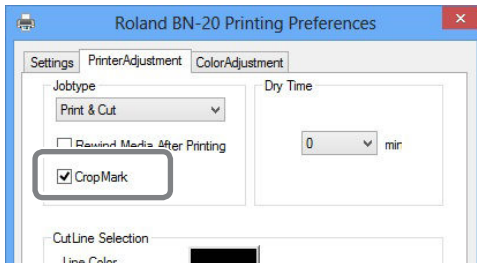 Roland BN-20 Printing Preferences
Settings PrinterAdjustment ColorAdjustment
Jobtype
Print & Cut
Rewind Media After Printing
CropMark
Dry Time
0 min
CutLine Selection
Line Color